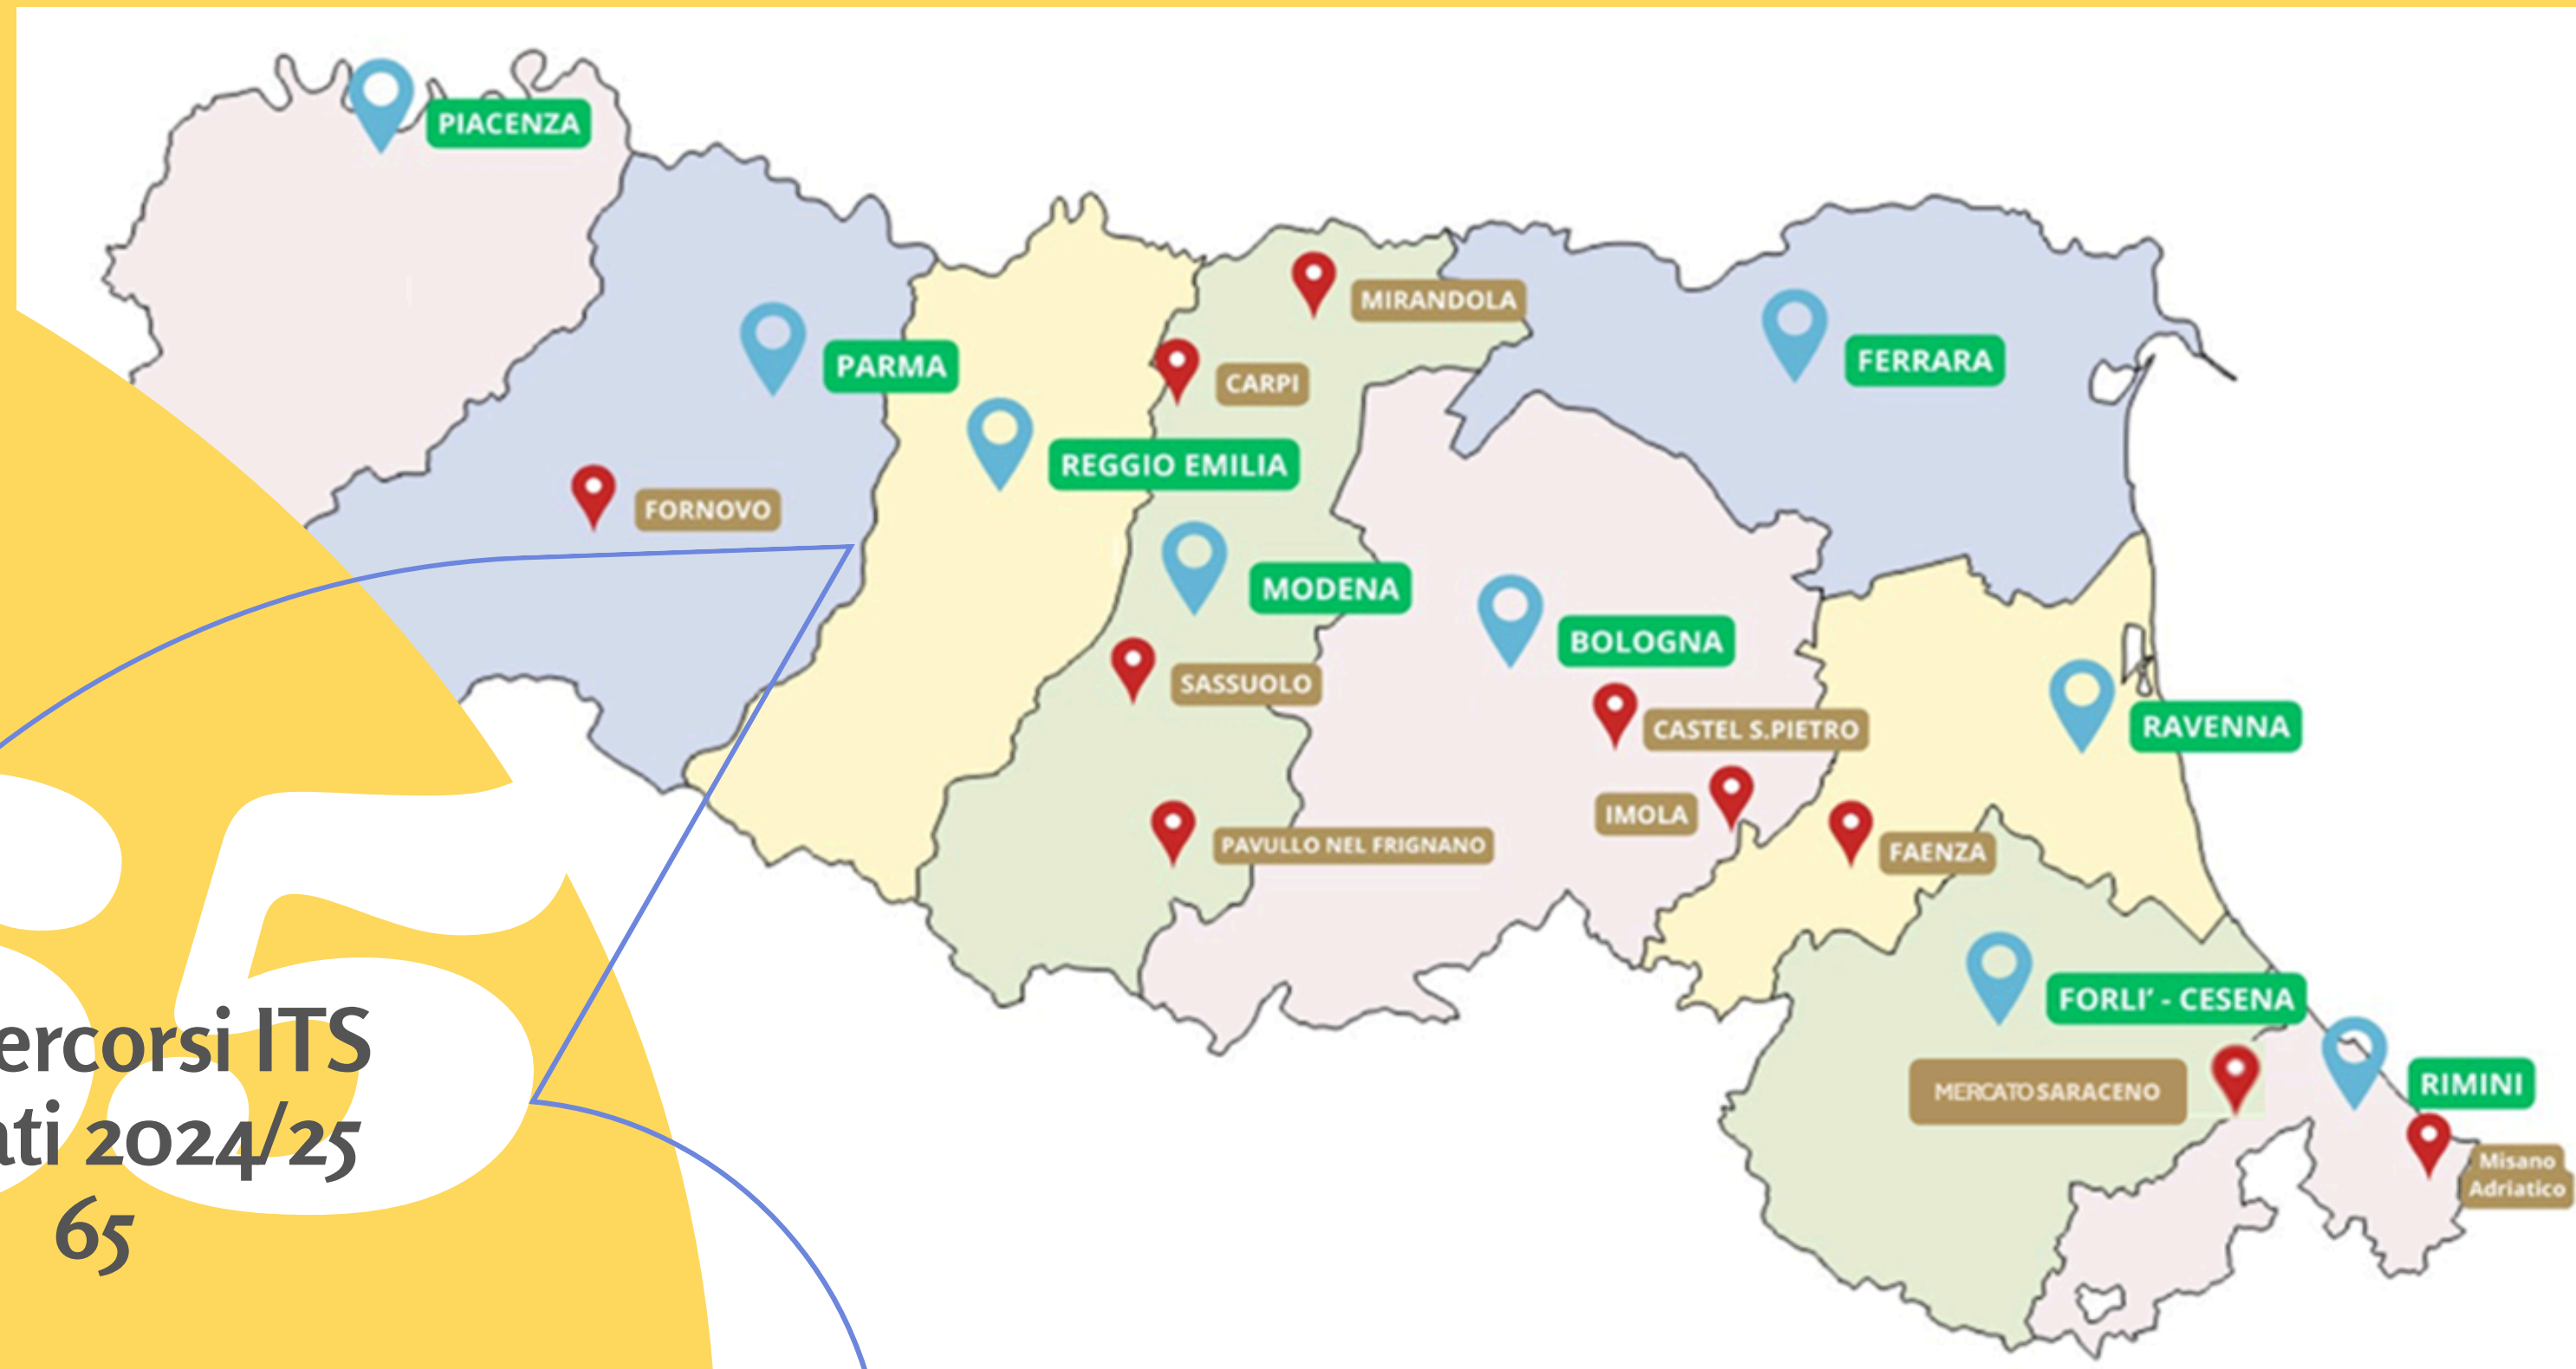 PIACENZA
MIRANDOLA
PARMA
FERRARA
CARPI
REGGIO EMILIA
FORNOVO
MODENA
BOLOGNA
SASSUOLO
CASTEL S.PIETRO
RAVENNA
IMOLA
PAVULLO NEL FRIGNANO
FAENZA
FORLI' - CESENA
MERCATO SARACENO
RIMINI
Misano
Adriatico
65
ercorsi ITS
ati 2024/25
65